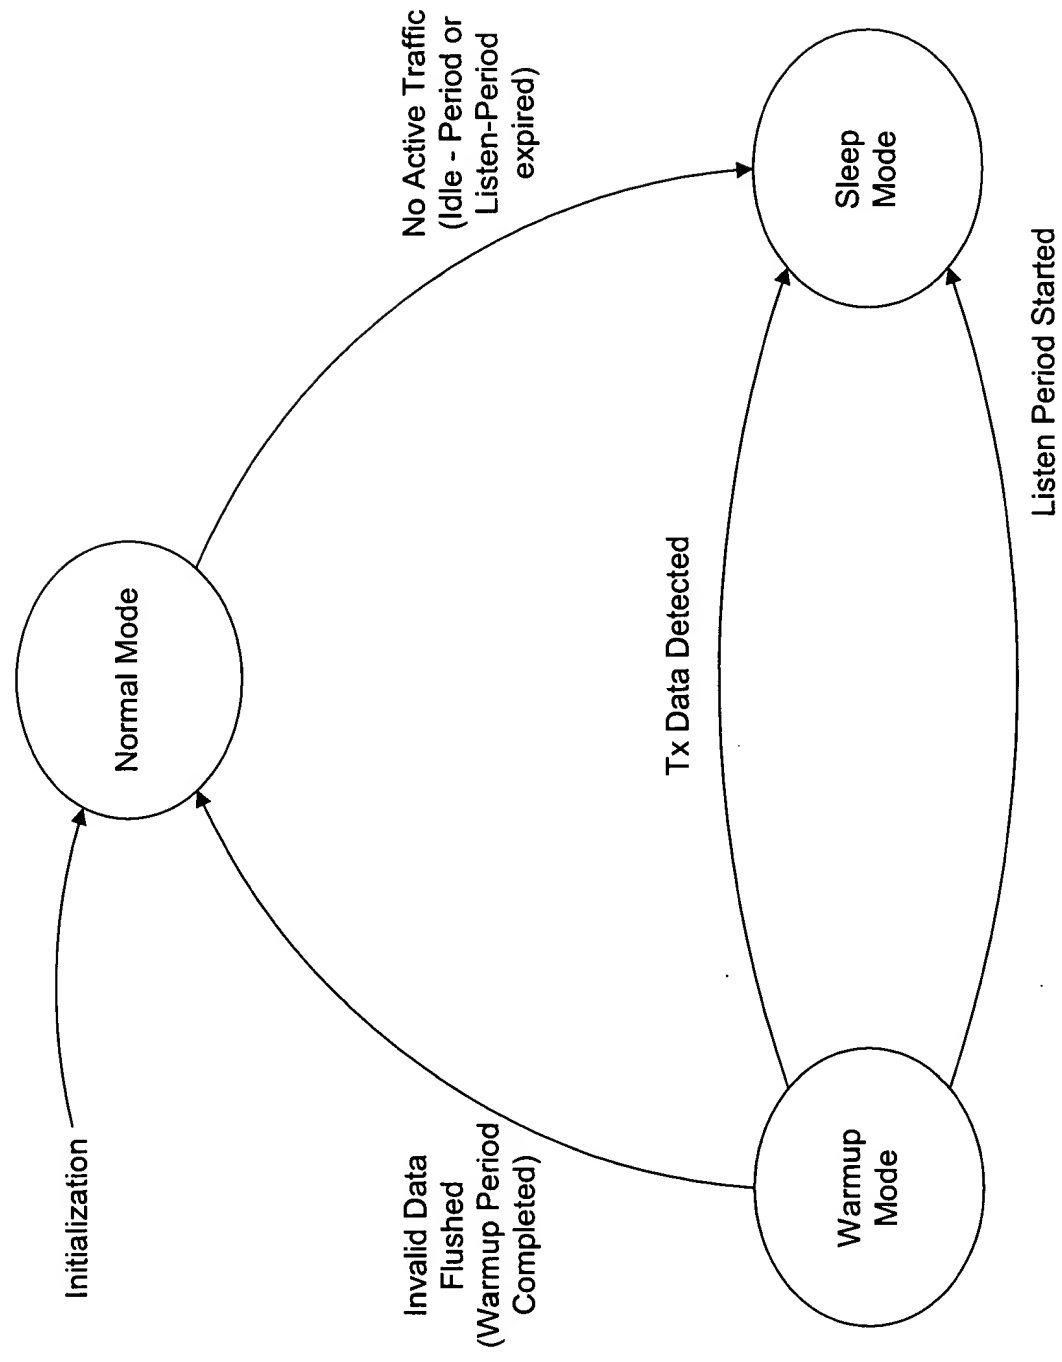 Initialization
Normal Mode
Invalid Data
Flushed
(Warmup Period
Completed)
No Active Traffic
(Idle - Period or
Listen-Period
expired)
Tx Data Detected
Warmup
Mode
Sleep
Mode
Listen Period Started